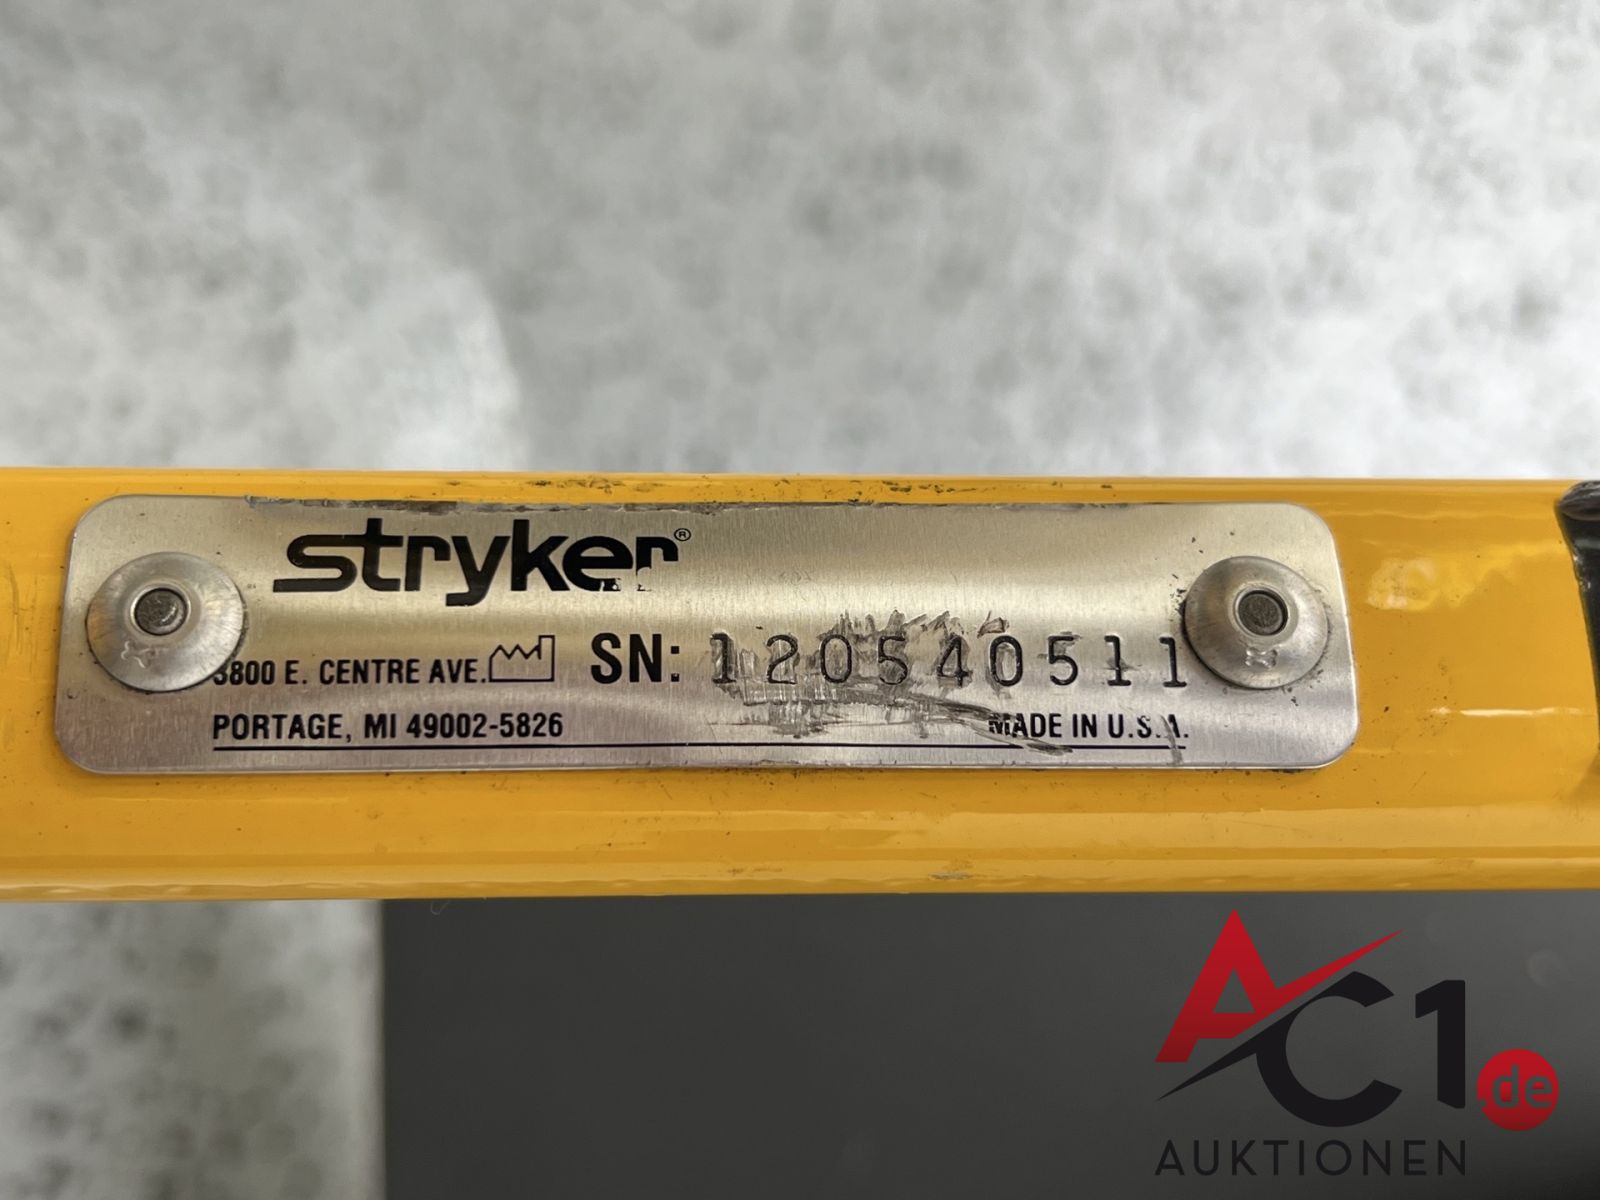 stryker®
3800 E. CENTRE AVE. SN: 120540511
PORTAGE, MI 49002-5826 MADE IN U.S.A.
AC1.de
AUKTIONEN